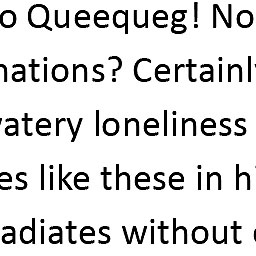 o Queequeg! No
nations? Certainl
watery loneliness
es like these in h
adiates without